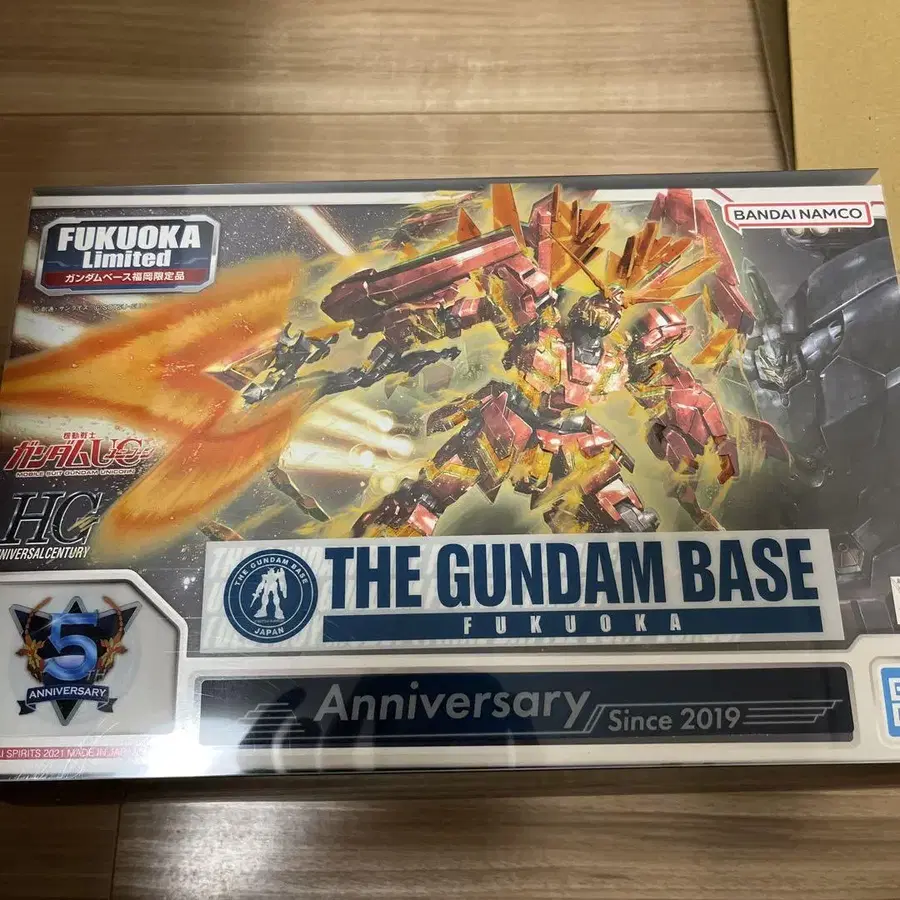 FUKUOKA
Limited
ガンダムベース福岡限定品
BANDAI NAMCO
機動戦士
ガンダムUC
MOBILE SUIT GUNDAM UNICORN
HG
UNIVERSAL CENTURY
THE GUNDAM BASE
JAPAN
THE GUNDAM BASE
FUKUOKA
5TH
ANNIVERSARY
Anniversary
Since 2019
I SPIRITS 2021 MADE IN JAPAN